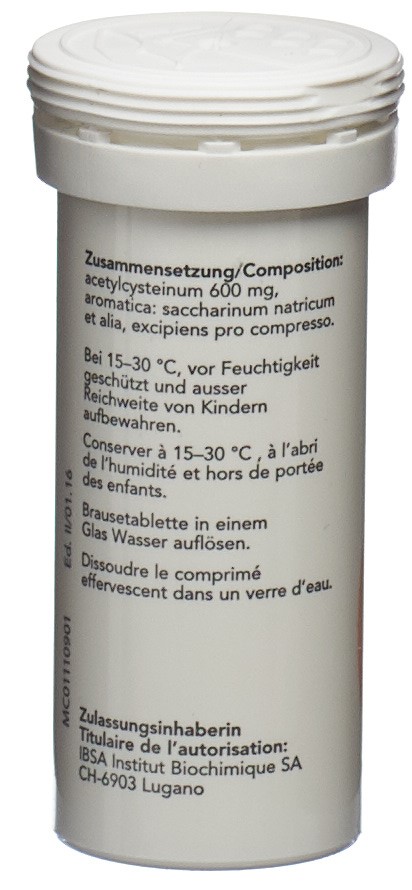 Zusammensetzung/Composition:
acetylcysteinum 600 mg,
aromatica: saccharinum natricum
et alia, excipiens pro compresso.
Bei 15–30 °C, vor Feuchtigkeit
geschützt und ausser
Reichweite von Kindern
aufbewahren.
Conserver à 15–30 °C , à l'abri
de l'humidité et hors de portée
des enfants.
Brausetablette in einem
Glas Wasser auflösen.
Dissoudre le comprimé
effervescent dans un verre d'eau.
Zulassungsinhaberin
Titulaire de l'autorisation:
IBSA Institut Biochimique SA
CH-6903 Lugano
MC01110901 Ed. II/01.16